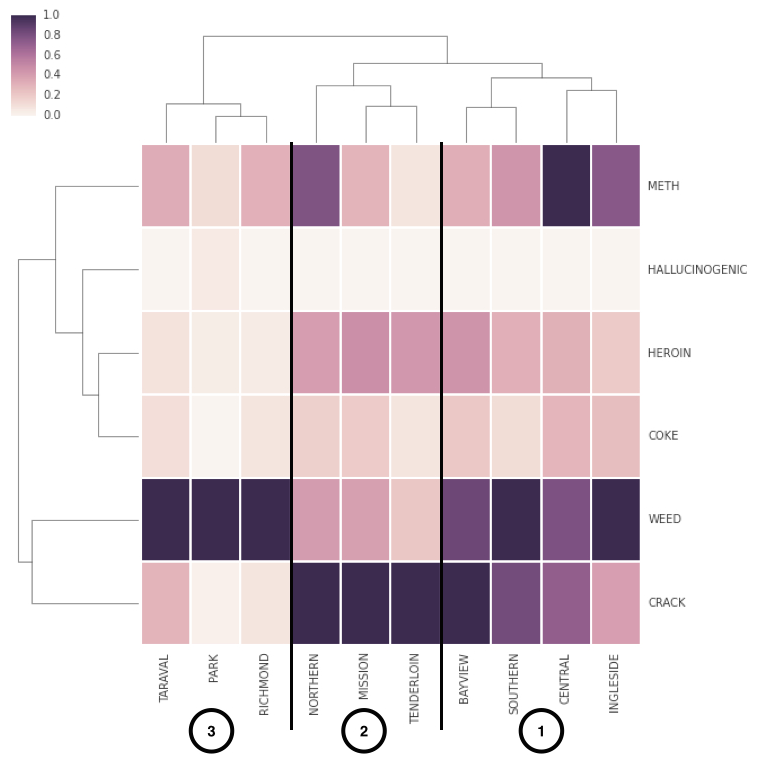 1.0
0.8
0.6
0.4
0.2
0.0
METH
HALLUCINOGENIC
HEROIN
COKE
WEED
CRACK
TARAVAL
PARK
RICHMOND
NORTHERN
MISSION
TENDERLOIN
BAYVIEW
SOUTHERN
CENTRAL
INGLESIDE
3
2
1